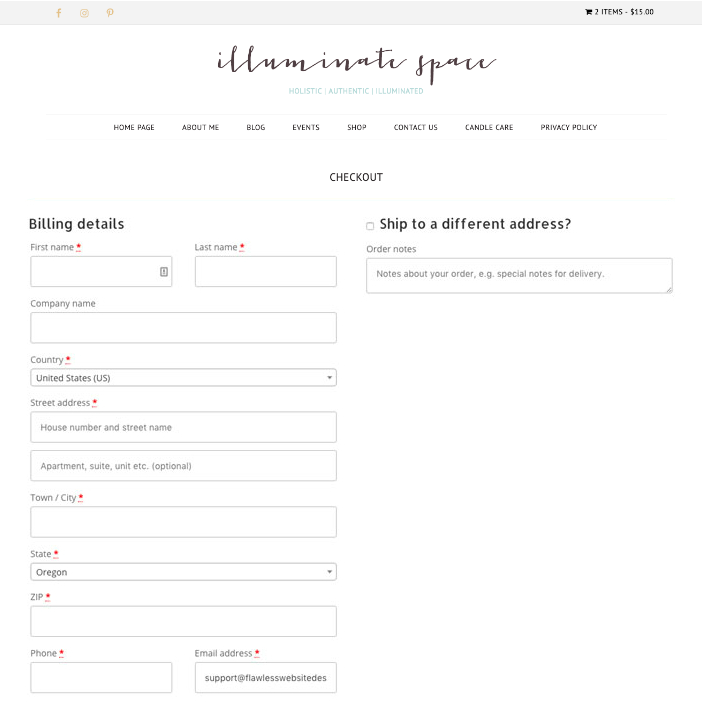 2 ITEMS - $15.00
illuminate space
HOLISTIC | AUTHENTIC | ILLUMINATED
HOME PAGE ABOUT ME BLOG EVENTS SHOP CONTACT US CANDLE CARE PRIVACY POLICY
CHECKOUT
Billing details
First name * Last name *
Company name
Country *
United States (US)
Street address *
House number and street name
Apartment, suite, unit etc. (optional)
Town / City *
State *
Oregon
ZIP *
Phone * Email address *
support@flawlesswebsitedes
Ship to a different address?
Order notes
Notes about your order, e.g. special notes for delivery.